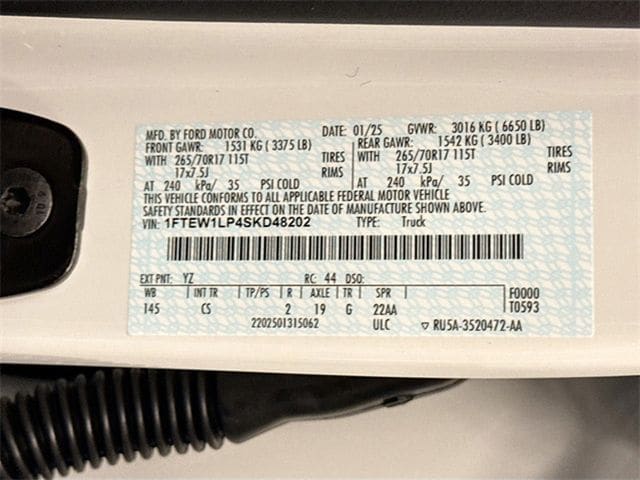 MFD. BY FORD MOTOR CO. DATE: 01/25 GVWR: 3016 KG ( 6650 LB)
FRONT GAWR: 1531 KG ( 3375 LB) REAR GAWR: 1542 KG ( 3400 LB)
WITH 265/70R17 115T TIRES WITH 265/70R17 115T TIRES
17x7.5J RIMS 17x7.5J RIMS
AT 240 kPa/ 35 PSI COLD AT 240 kPa/ 35 PSI COLD
THIS VEHICLE CONFORMS TO ALL APPLICABLE FEDERAL MOTOR VEHICLE
SAFETY STANDARDS IN EFFECT ON THE DATE OF MANUFACTURE SHOWN ABOVE.
VIN: 1FTEW1LP4SKD48202 TYPE: Truck
EXT PNT: YZ RC: 44 DSO:
WB INT TR TP/PS R AXLE TR SPR F0000
145 CS 2 19 G 22AA T0593
2202501315062 ULC ▽ RU5A-3520472-AA